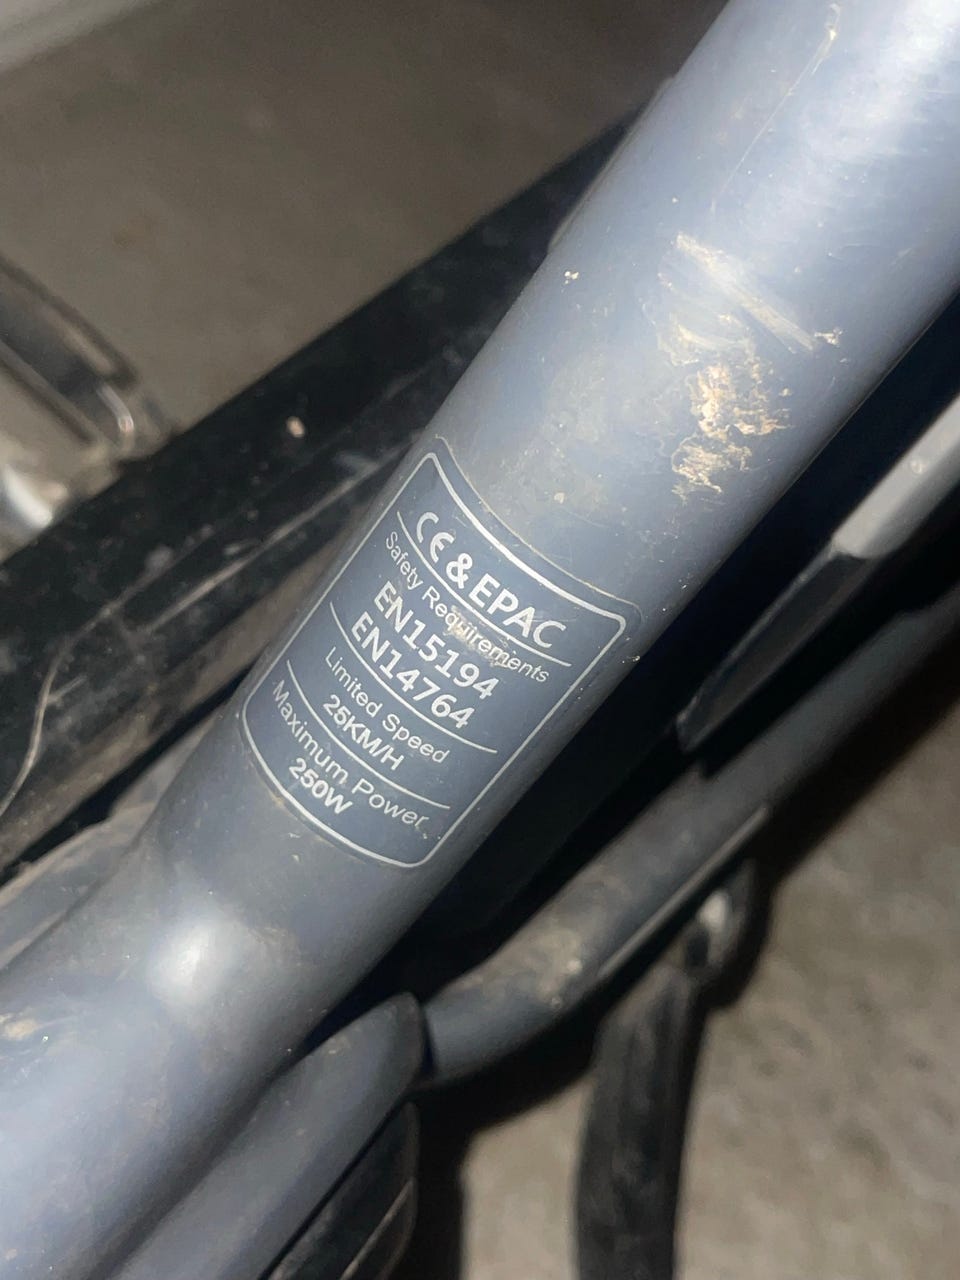 CE & EPAC
Safety Requirements
EN15194
EN14764
Limited Speed
25KM/H
Maximum Power
250W